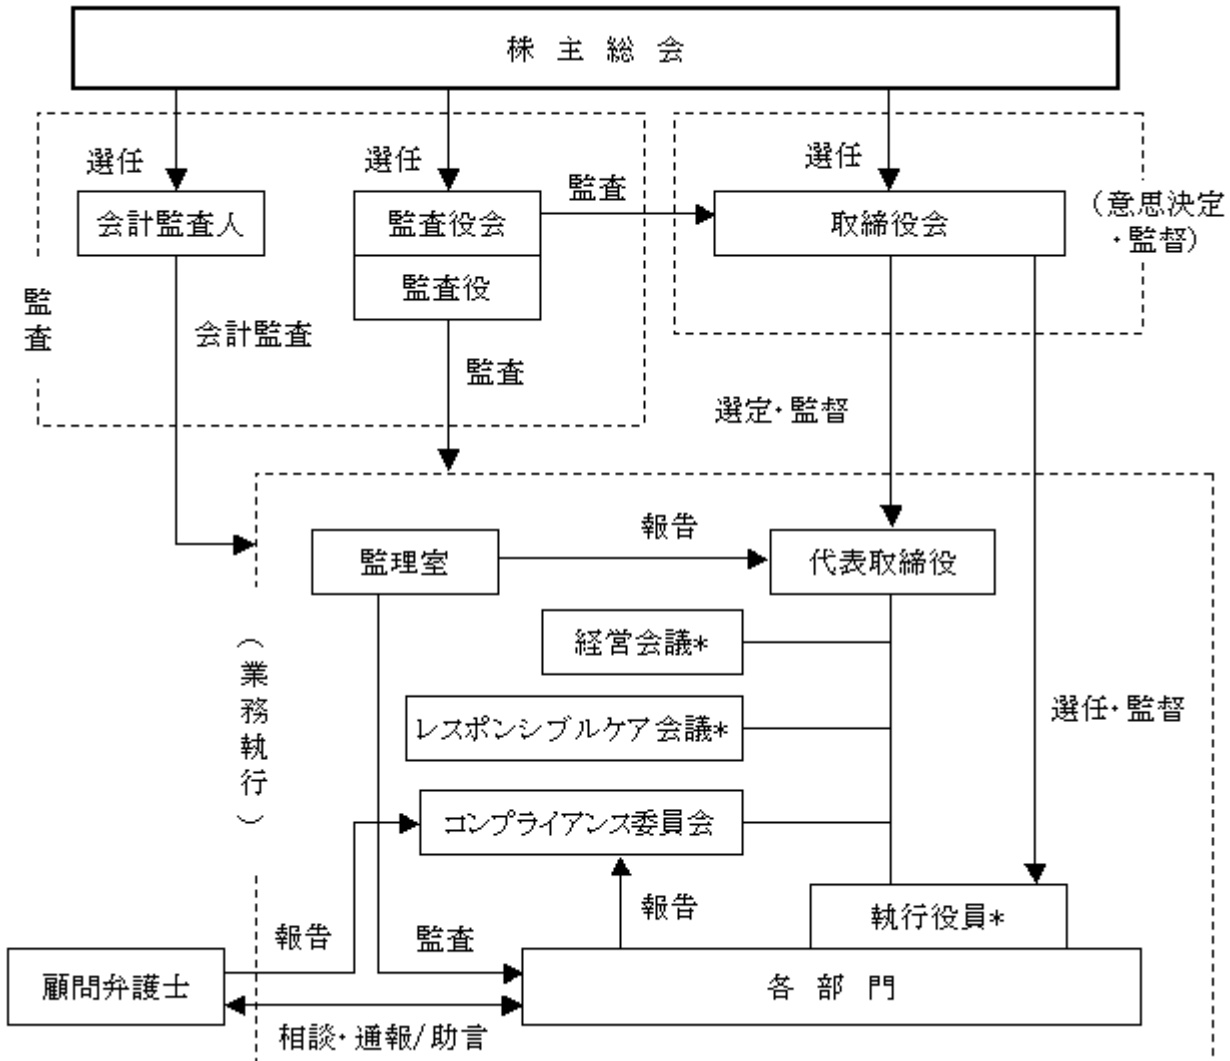 株主総会
選任
選任
選任
会計監査人
監査役会
監査
取締役会
(意思決定
・監督)
監査役
監査
会計監査
監査
選定・監督
報告
監理室
代表取締役
経営会議*
(業務執行)
レスポンシブルケア会議*
選任・監督
コンプライアンス委員会
報告
執行役員*
報告
監査
顧問弁護士
各部門
相談・通報/助言